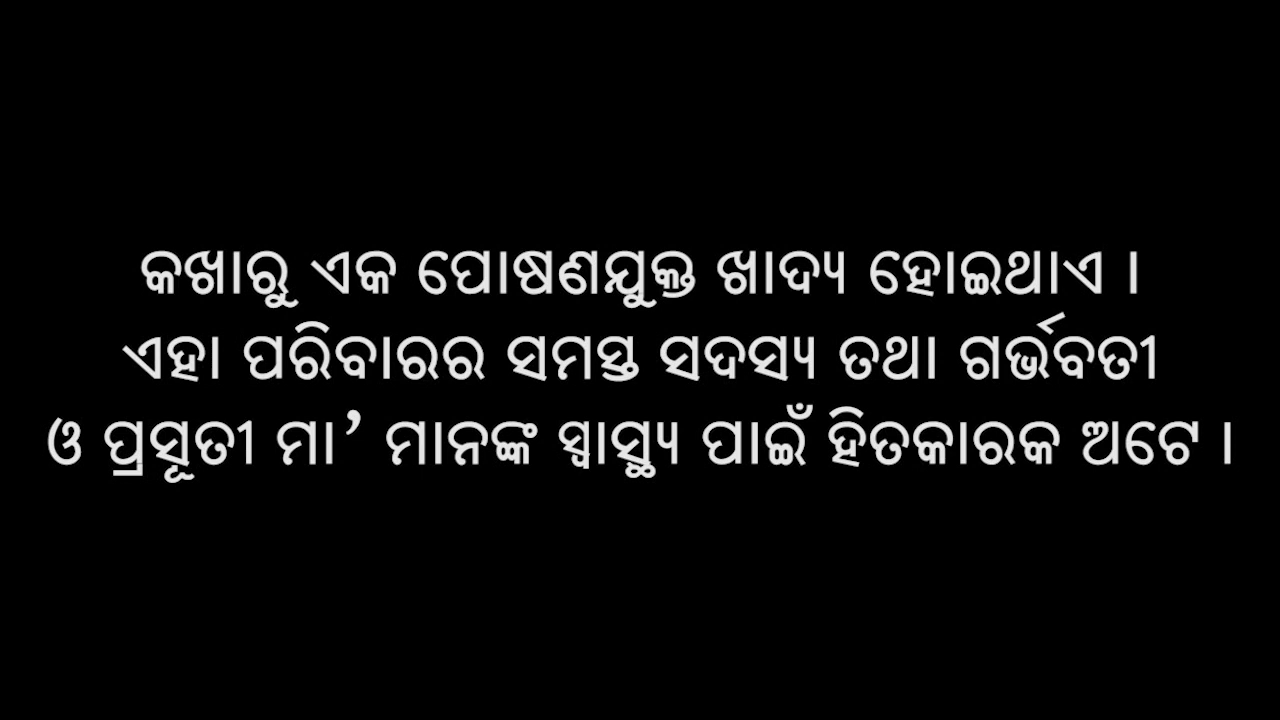 କଖାରୁ ଏକ ପୋଷଣଯୁକ୍ତ ଖାଦ୍ୟ ହୋଇଥାଏ ।
ଏହା ପରିବାରର ସମସ୍ତ ସଦସ୍ୟ ତଥା ଗର୍ଭବତୀ
ଓ ପ୍ରସୂତୀ ମା’ ମାନଙ୍କ ସ୍ୱାସ୍ଥ୍ୟ ପାଇଁ ହିତକାରକ ଅଟେ ।